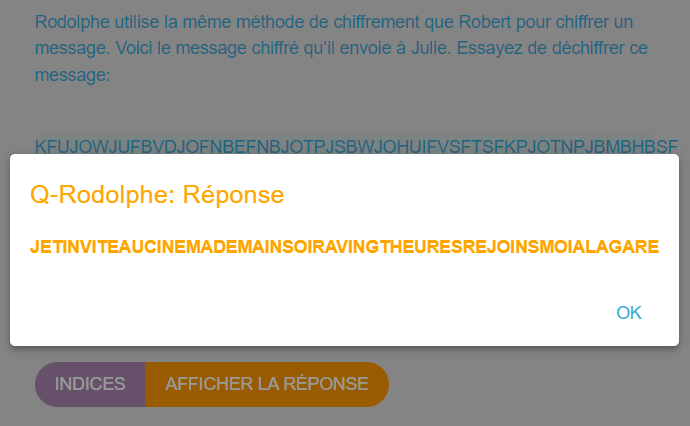 Rodolphe utilise la même méthode de chiffrement que Robert pour chiffrer un
message. Voici le message chiffré qu'il envoie à Julie. Essayez de déchiffrer ce
message:
KFUJOWJUFBVDJOFNBEFNBJOTPJSBWJOHUIFVSFTSFKPJOTNPJBMBHBSF
Q-Rodolphe: Réponse
JETINVITEAUCINEMADEMAINSOIRAVINGTHEURESREJOINSMOIALAGARE
OK
INDICES
AFFICHER LA RÉPONSE